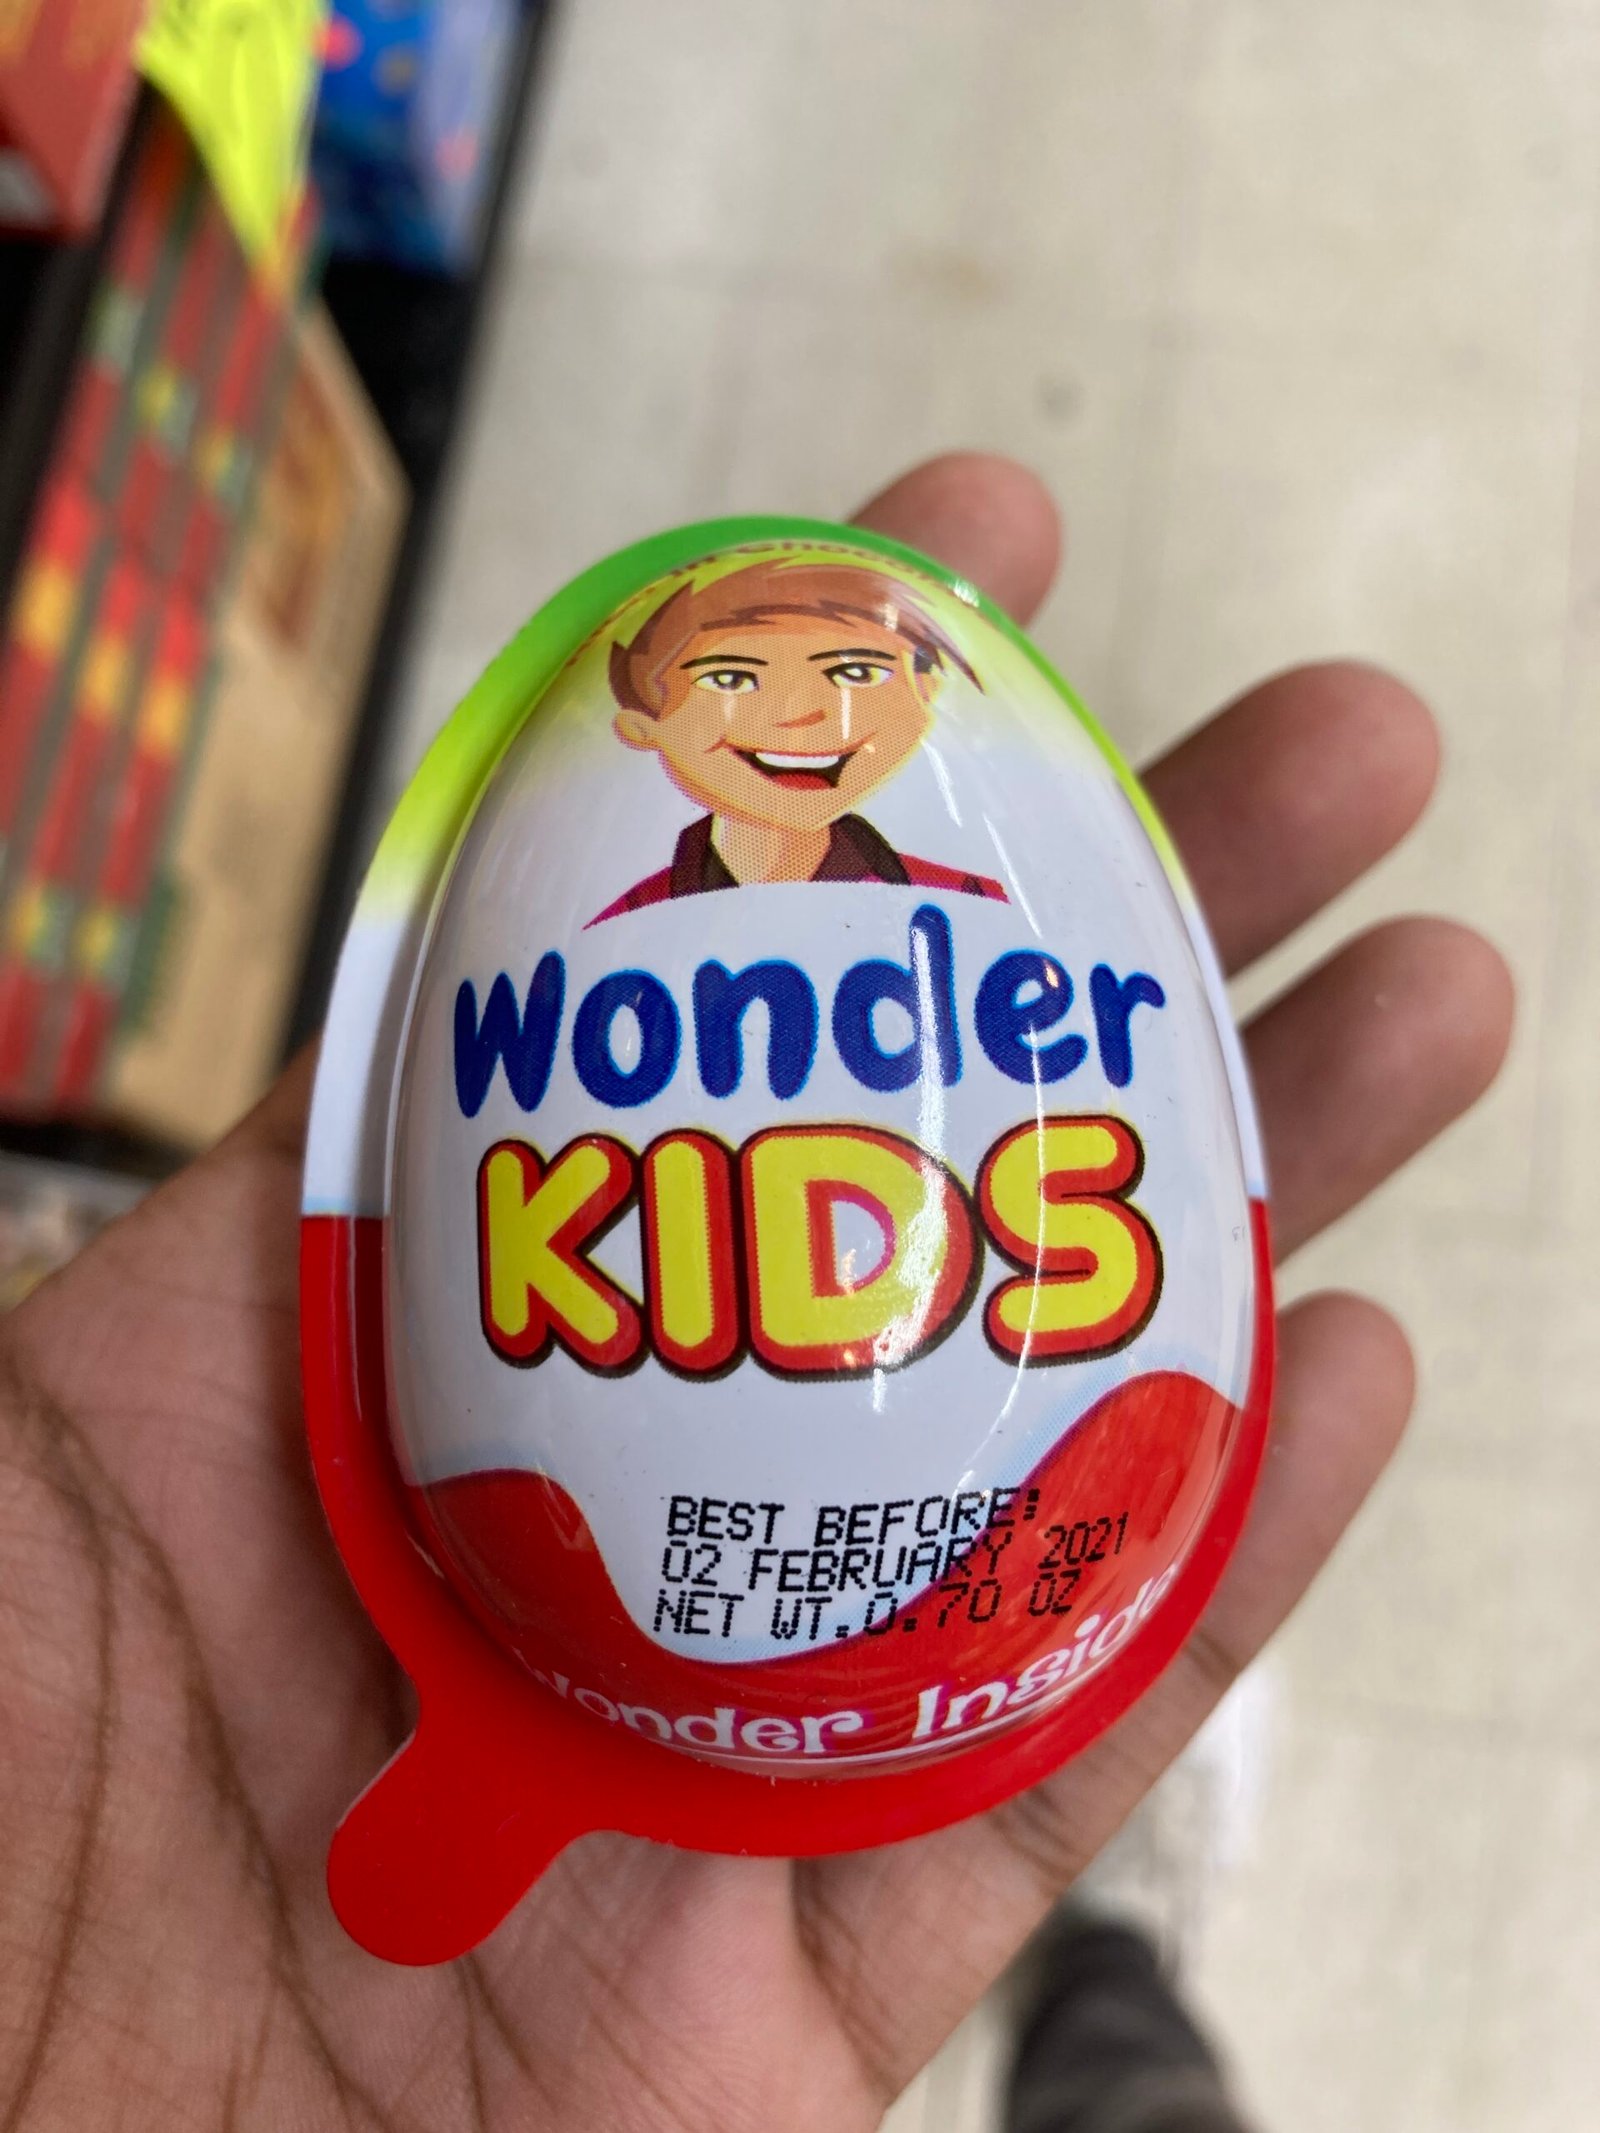 Wonder
KIDS
BEST BEFORE:
02 FEBRUARY 2021
NET WT.0.70 OZ
Wonder Inside